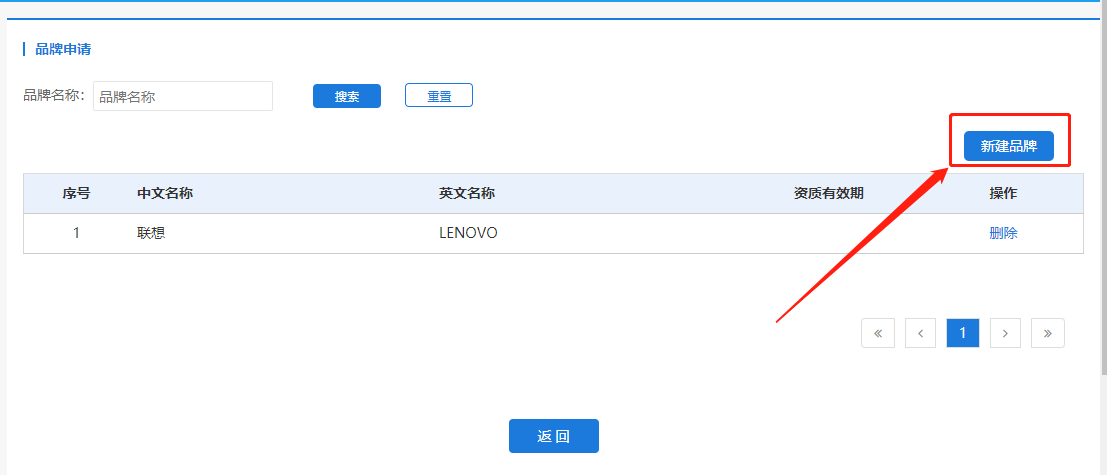 品牌申请
品牌名称： 品牌名称 搜索 重置
新建品牌
序号 中文名称 英文名称 资质有效期 操作
1 联想 LENOVO 删除
« ‹ 1 › »
返 回